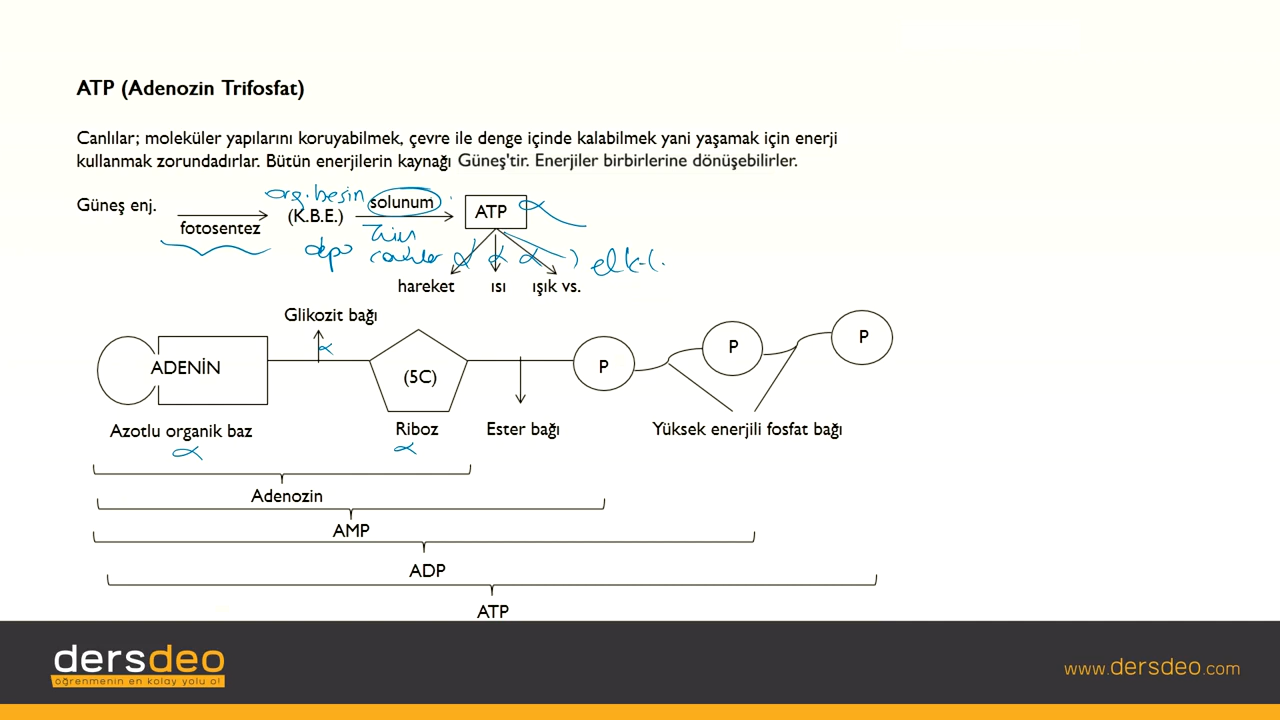 ATP (Adenozin Trifosfat)
Canlılar; moleküler yapılarını koruyabilmek, çevre ile denge içinde kalabilmek yani yaşamak için enerji
kullanmak zorundadırlar. Bütün enerjilerin kaynağı Güneş'tir. Enerjiler birbirlerine dönüşebilirler.
org. besin
Güneş enj. solunum
fotosentez (K.B.E.) ATP
depo Tüm
canlılar
hareket ısı ışık vs.
Glikozit bağı
ADENİN (5C) P P P
Azotlu organik baz Riboz Ester bağı Yüksek enerjili fosfat bağı
Adenozin
AMP
ADP
ATP
dersdeo
öğrenmenin en kolay yolu o!
www.dersdeo.com